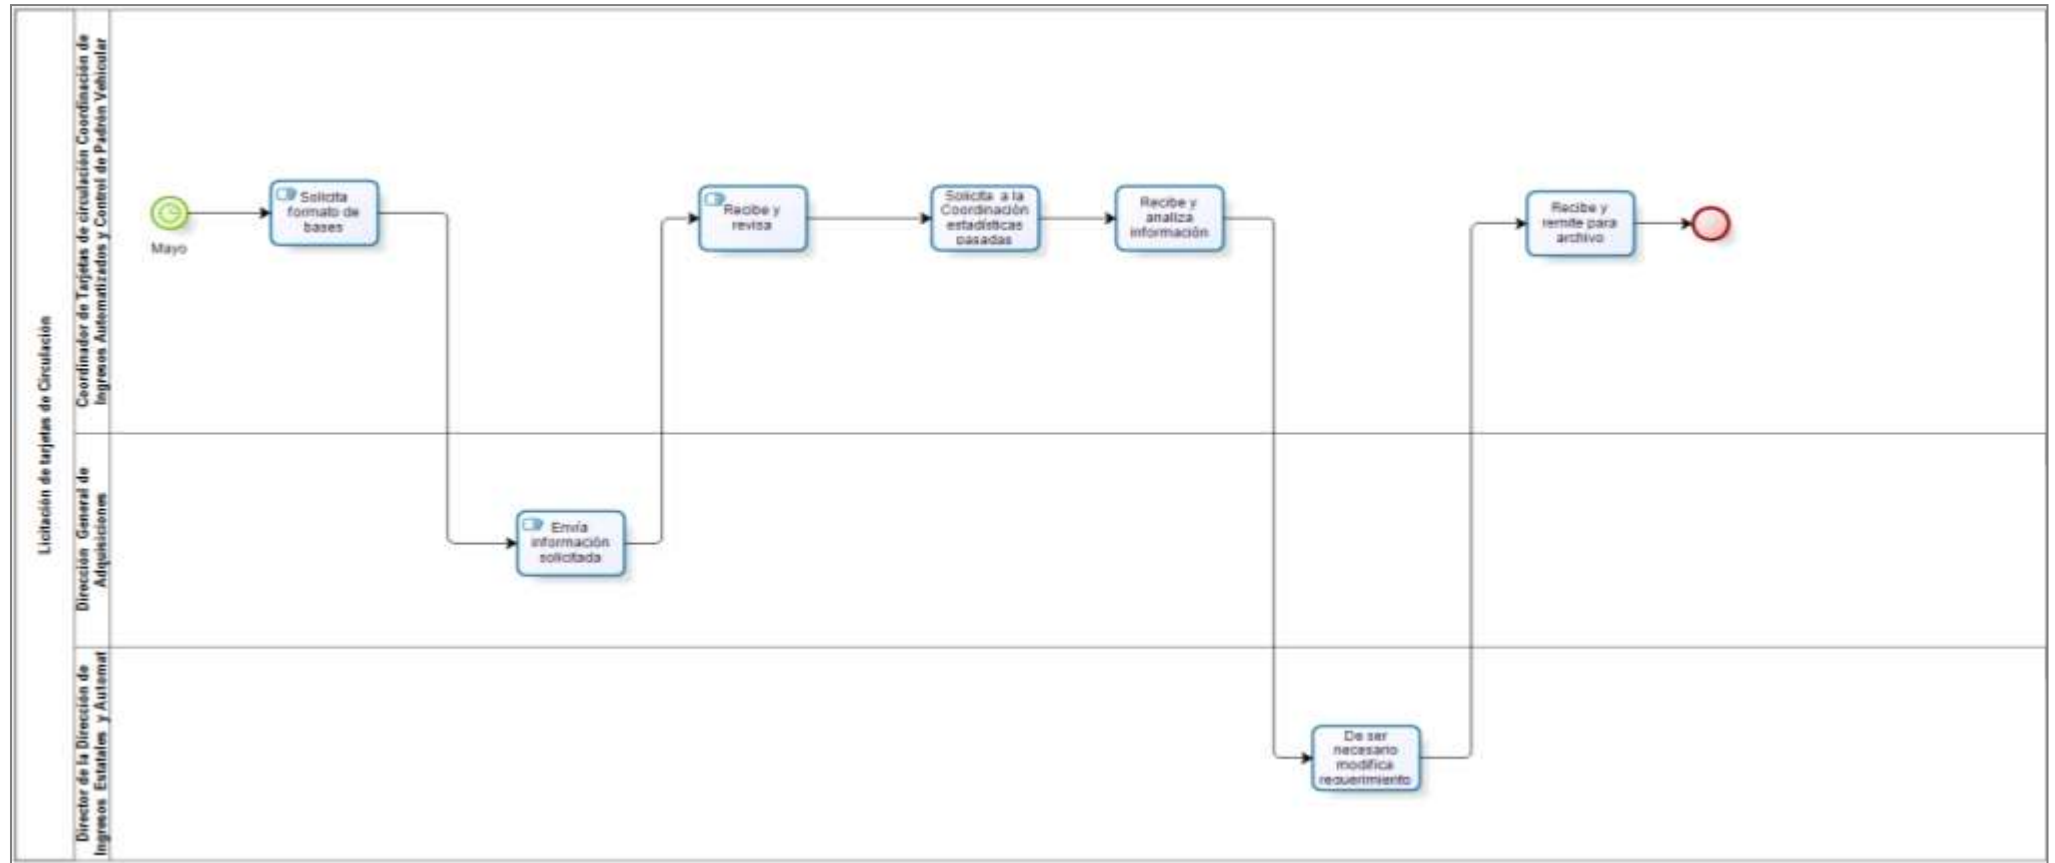 Licitación de tarjetas de Circulación
Coordinador de Tarjetas de circulación Coordinación de
Ingresos Automatizados y Control de Padrón Vehicular
Mayo
Solicita
formato de
bases
Recibe y
revisa
Solicita a la
Coordinación
estadísticas
pasadas
Recibe y
analiza
información
Recibe y
remite para
archivo
Dirección General de
Adquisiciones
Envía
información
solicitada
Director de la Dirección de
Ingresos Estatales y Automat
De ser
necesario
modifica
requerimiento